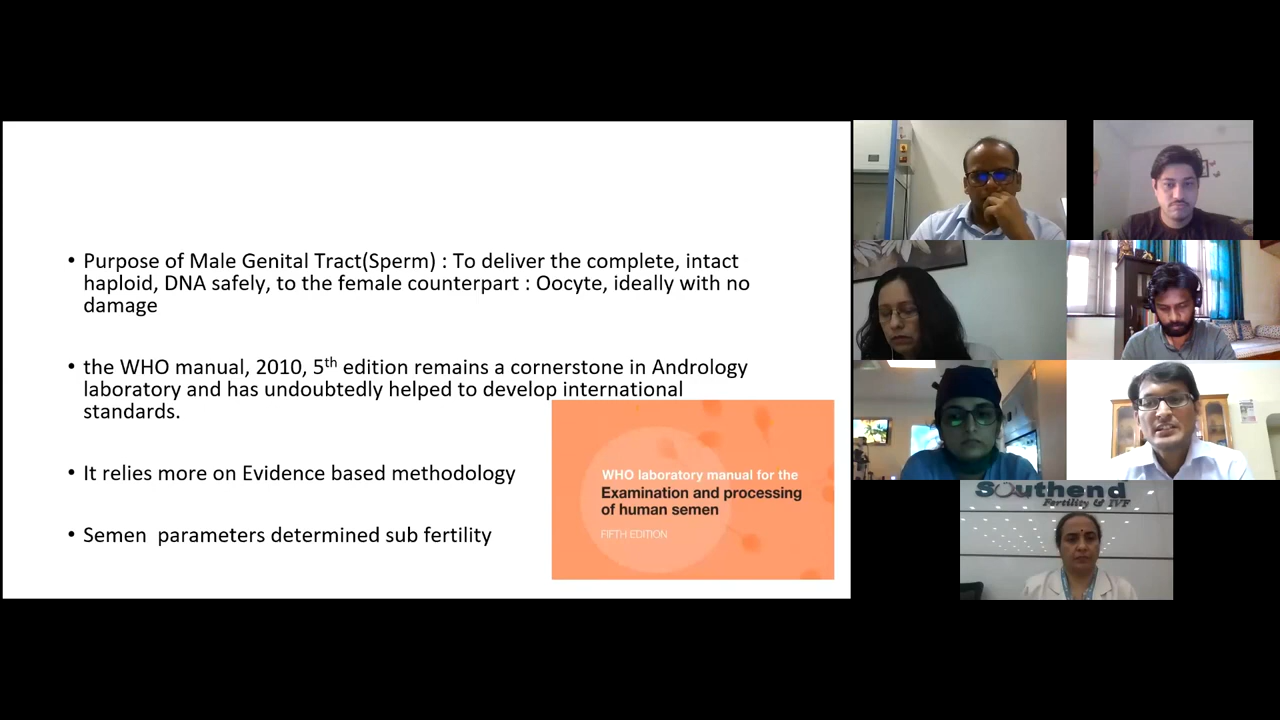 • Purpose of Male Genital Tract(Sperm) : To deliver the complete, intact
haploid, DNA safely, to the female counterpart : Oocyte, ideally with no
damage
• the WHO manual, 2010, 5th edition remains a cornerstone in Andrology
laboratory and has undoubtedly helped to develop international
standards.
• It relies more on Evidence based methodology
• Semen parameters determined sub fertility
WHO laboratory manual for the
Examination and processing
of human semen
FIFTH EDITION
Southend
Fertility & IVF